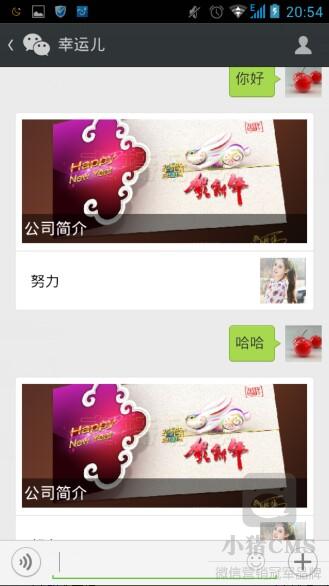 20:54
幸运儿
你好
Happy
New Year
贺新年
公司简介
努力
哈哈
Happy
New Year
贺新年
公司简介
小猪CMS
微信营销冠军品牌